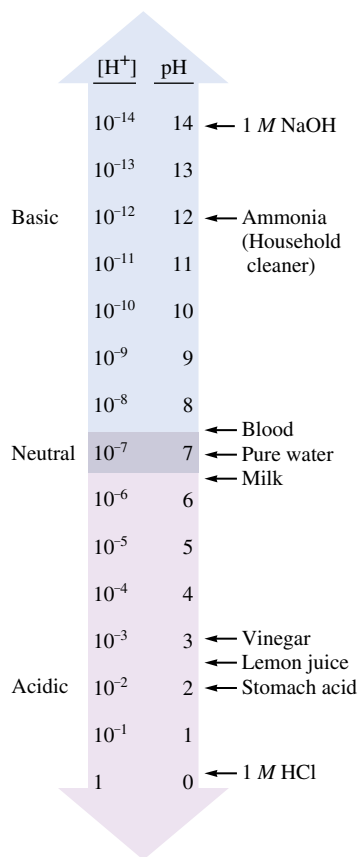 [H⁺] pH
10⁻¹⁴ 14 1 M NaOH
10⁻¹³ 13
Basic 10⁻¹² 12 Ammonia
(Household
cleaner)
10⁻¹¹ 11
10⁻¹⁰ 10
10⁻⁹ 9
10⁻⁸ 8
Blood
Neutral 10⁻⁷ 7 Pure water
Milk
10⁻⁶ 6
10⁻⁵ 5
10⁻⁴ 4
10⁻³ 3 Vinegar
Lemon juice
Acidic 10⁻² 2 Stomach acid
10⁻¹ 1
1 0 1 M HCl